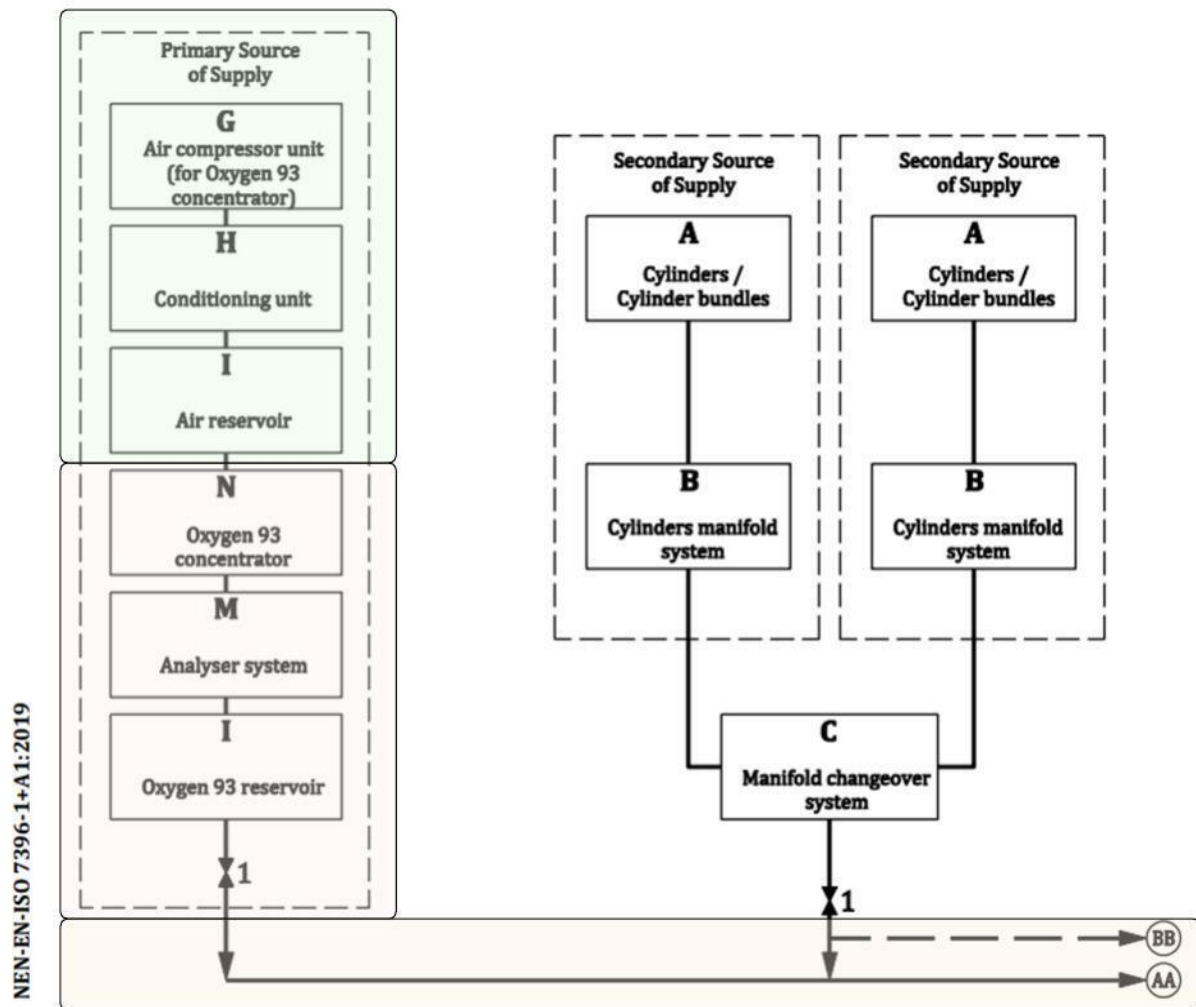 Primary Source
of Supply
G
Air compressor unit
(for Oxygen 93
concentrator)
H
Conditioning unit
I
Air reservoir
N
Oxygen 93
concentrator
M
Analyser system
I
Oxygen 93 reservoir
1
Secondary Source
of Supply
A
Cylinders /
Cylinder bundles
B
Cylinders manifold
system
Secondary Source
of Supply
A
Cylinders /
Cylinder bundles
B
Cylinders manifold
system
C
Manifold changeover
system
1
BB
AA
NEN-EN-ISO 7396-1+A1:2019